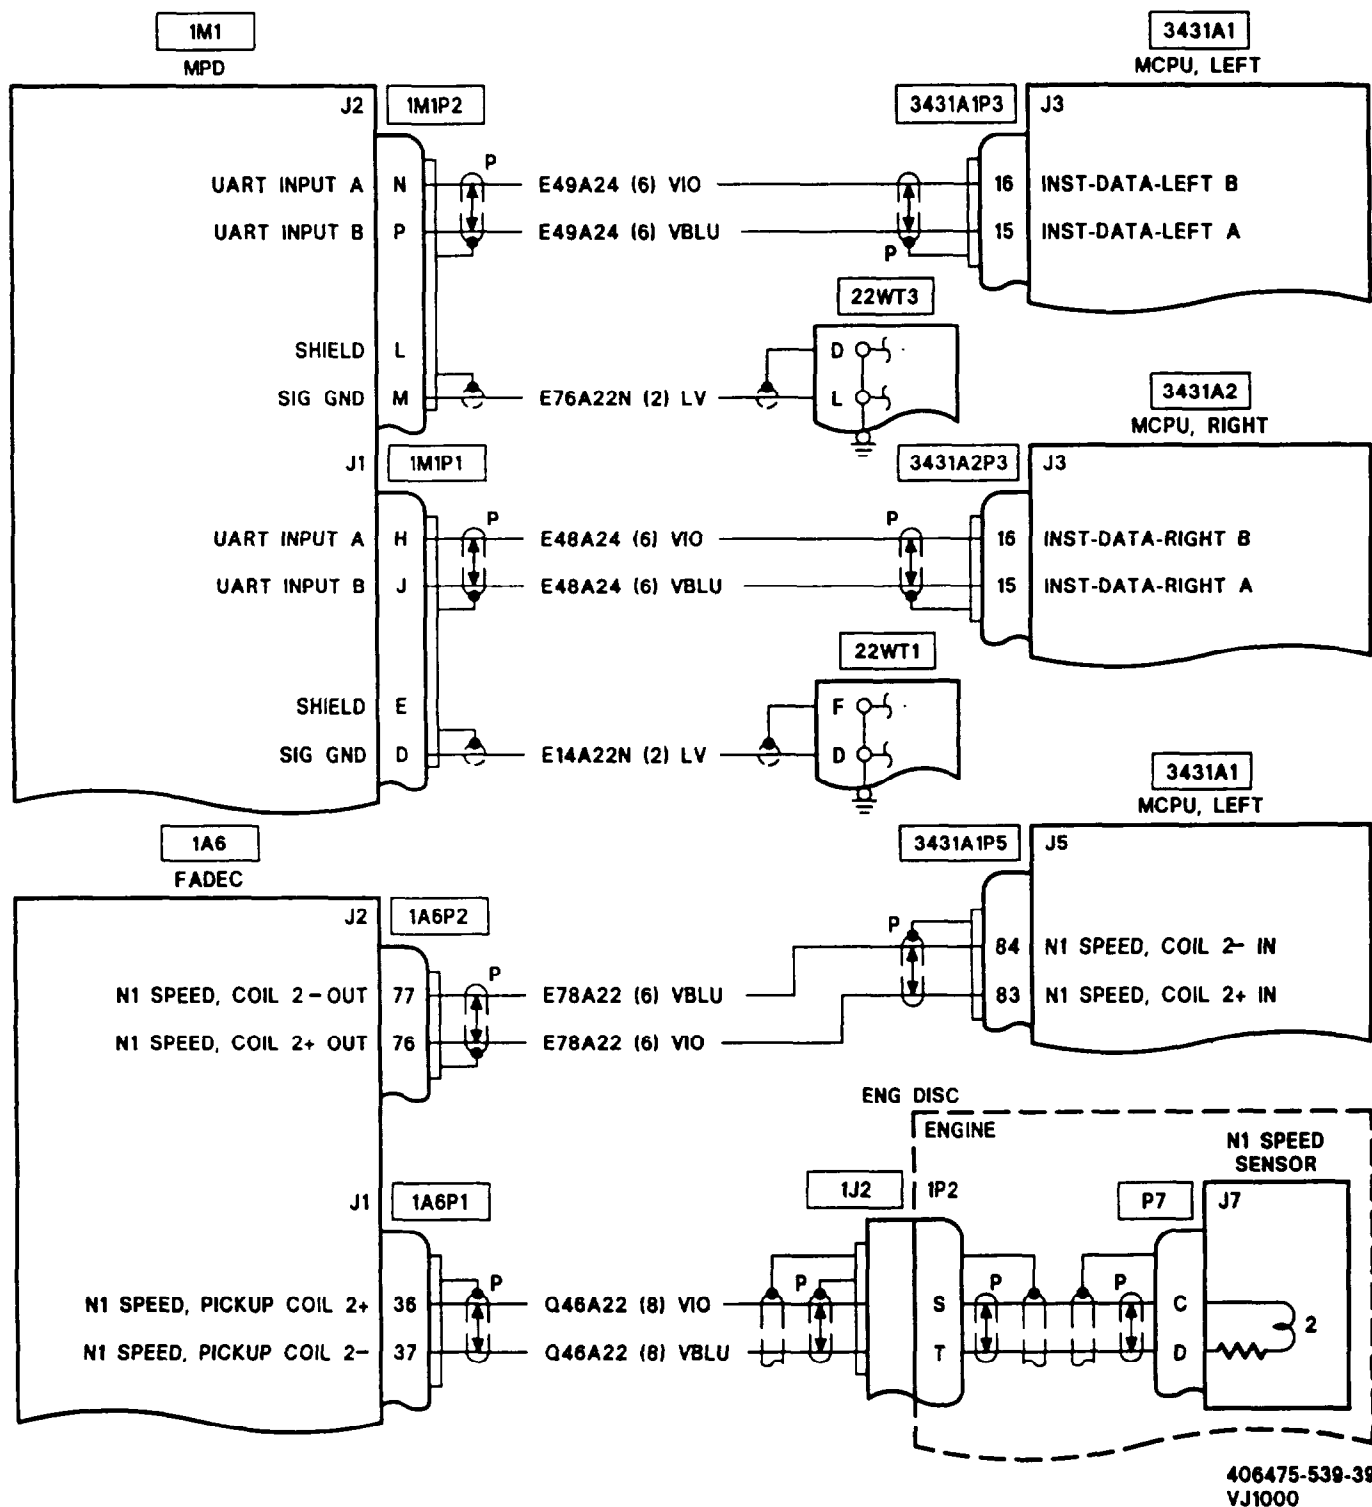 1M1
MPD
3431A1
MCPU, LEFT
J2 1M1P2 3431A1P3 J3
P
UART INPUT A N E49A24 (6) VIO 16 INST-DATA-LEFT B
UART INPUT B P E49A24 (6) VBLU 15 INST-DATA-LEFT A
P
22WT3
SHIELD L D
SIG GND M E76A22N (2) LV L
3431A2
MCPU, RIGHT
J1 1M1P1 3431A2P3 J3
P P
UART INPUT A H E48A24 (6) VIO 16 INST-DATA-RIGHT B
UART INPUT B J E48A24 (6) VBLU 15 INST-DATA-RIGHT A
22WT1
SHIELD E F
SIG GND D E14A22N (2) LV D
3431A1
MCPU, LEFT
1A6
FADEC
3431A1P5 J5
J2 1A6P2
P
84 N1 SPEED, COIL 2- IN
P
N1 SPEED, COIL 2-OUT 77 E78A22 (6) VBLU 83 N1 SPEED, COIL 2+ IN
N1 SPEED, COIL 2+ OUT 76 E78A22 (6) VIO
ENG DISC
ENGINE
N1 SPEED
SENSOR
J1 1A6P1 1J2 1P2 P7 J7
P P P P
N1 SPEED, PICKUP COIL 2+ 36 Q46A22 (8) VIO S C
2
N1 SPEED, PICKUP COIL 2- 37 Q46A22 (8) VBLU T D
406475-539-39
VJ1000